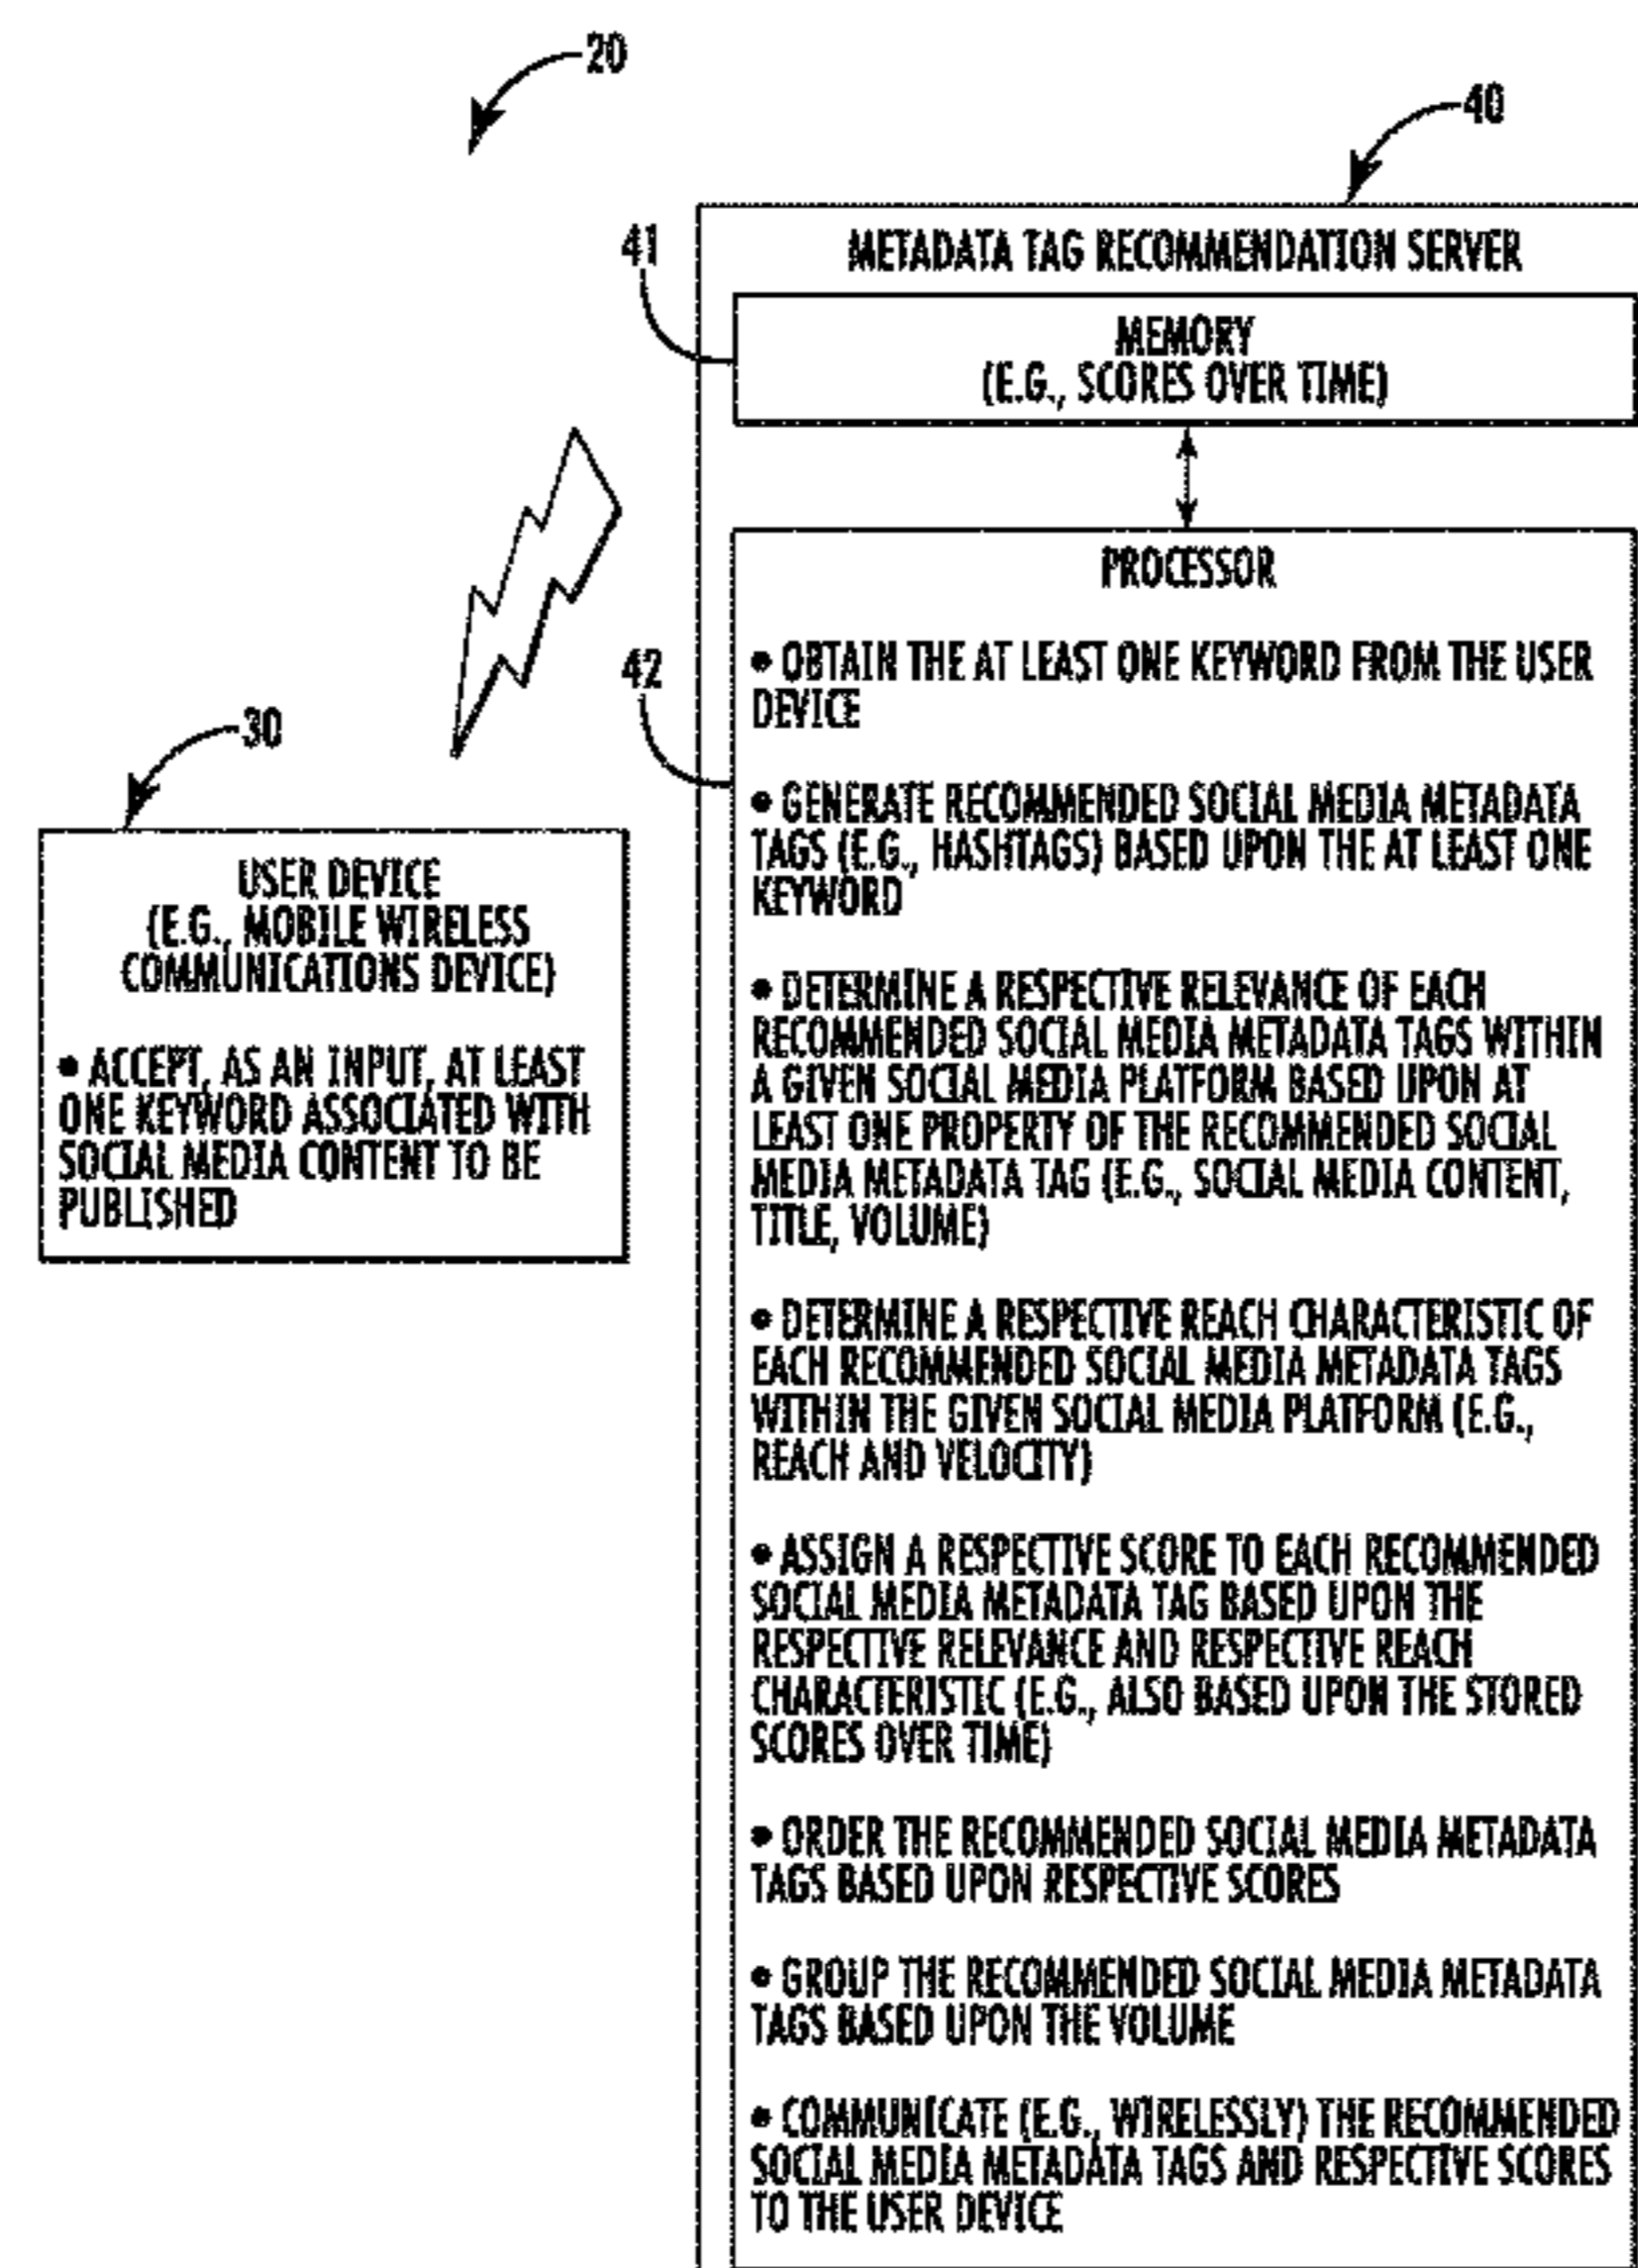 20
40
METADATA TAG RECOMMENDATION SERVER
41
MEMORY
(E.G., SCORES OVER TIME)
PROCESSOR
42
• OBTAIN THE AT LEAST ONE KEYWORD FROM THE USER
DEVICE
• GENERATE RECOMMENDED SOCIAL MEDIA METADATA
TAGS (E.G., HASHTAGS) BASED UPON THE AT LEAST ONE
KEYWORD
• DETERMINE A RESPECTIVE RELEVANCE OF EACH
RECOMMENDED SOCIAL MEDIA METADATA TAGS WITHIN
A GIVEN SOCIAL MEDIA PLATFORM BASED UPON AT
LEAST ONE PROPERTY OF THE RECOMMENDED SOCIAL
MEDIA METADATA TAG (E.G., SOCIAL MEDIA CONTENT,
TITLE, VOLUME)
• DETERMINE A RESPECTIVE REACH CHARACTERISTIC OF
EACH RECOMMENDED SOCIAL MEDIA METADATA TAGS
WITHIN THE GIVEN SOCIAL MEDIA PLATFORM (E.G.,
REACH AND VELOCITY)
• ASSIGN A RESPECTIVE SCORE TO EACH RECOMMENDED
SOCIAL MEDIA METADATA TAG BASED UPON THE
RESPECTIVE RELEVANCE AND RESPECTIVE REACH
CHARACTERISTIC (E.G., ALSO BASED UPON THE STORED
SCORES OVER TIME)
• ORDER THE RECOMMENDED SOCIAL MEDIA METADATA
TAGS BASED UPON RESPECTIVE SCORES
• GROUP THE RECOMMENDED SOCIAL MEDIA METADATA
TAGS BASED UPON THE VOLUME
• COMMUNICATE (E.G., WIRELESSLY) THE RECOMMENDED
SOCIAL MEDIA METADATA TAGS AND RESPECTIVE SCORES
TO THE USER DEVICE
30
USER DEVICE
(E.G., MOBILE WIRELESS
COMMUNICATIONS DEVICE)
• ACCEPT, AS AN INPUT, AT LEAST
ONE KEYWORD ASSOCIATED WITH
SOCIAL MEDIA CONTENT TO BE
PUBLISHED